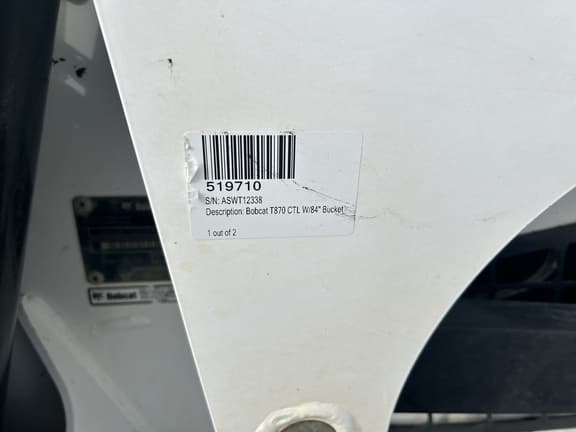 519710
S/N: ASWT12338
Description: Bobcat T870 CTL W/84" Bucket
1 out of 2
Bobcat